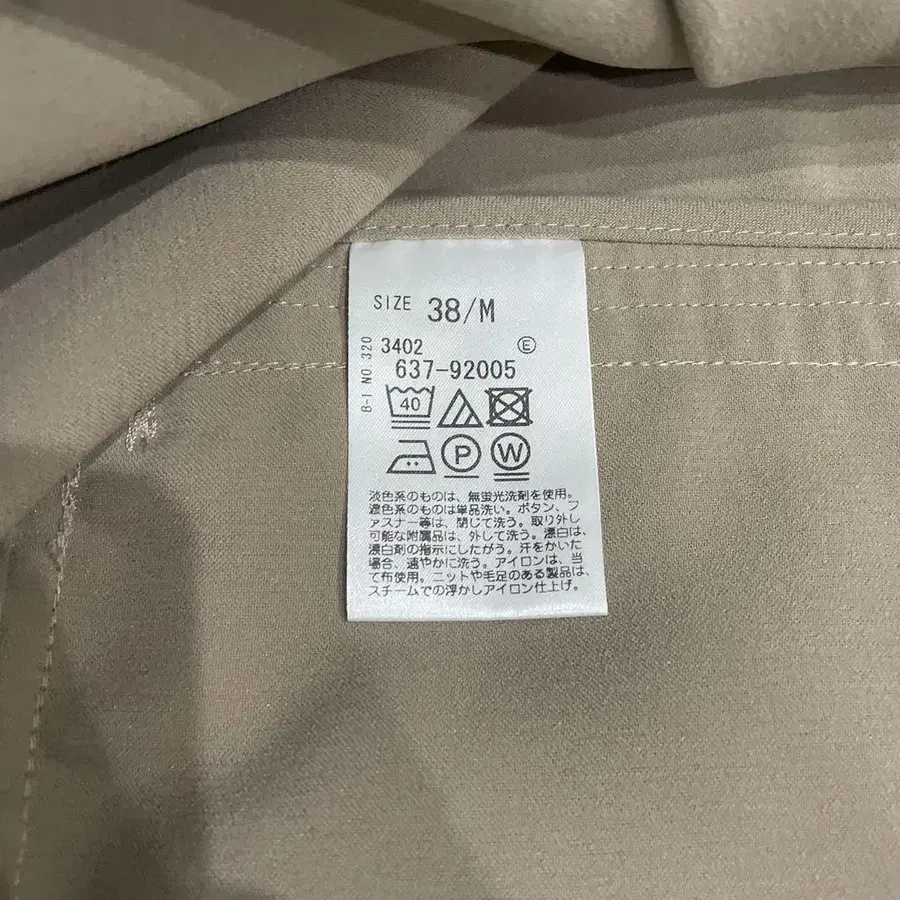 SIZE 38/M
B-T NO. 320
3402 E
637-92005
40
P W
淡色系のものは、無蛍光洗剤を使用。
濃色系のものは単品洗い。ボタン、フ
ァスナー等は、閉じて洗う。取り外し
可能な附属品は、外して洗う。漂白は、
漂白剤の指示にしたがう。汗をかいた
場合、速やかに洗う。アイロンは、当
て布使用。ニットや毛足のある製品は、
スチームでの浮かしアイロン仕上げ。